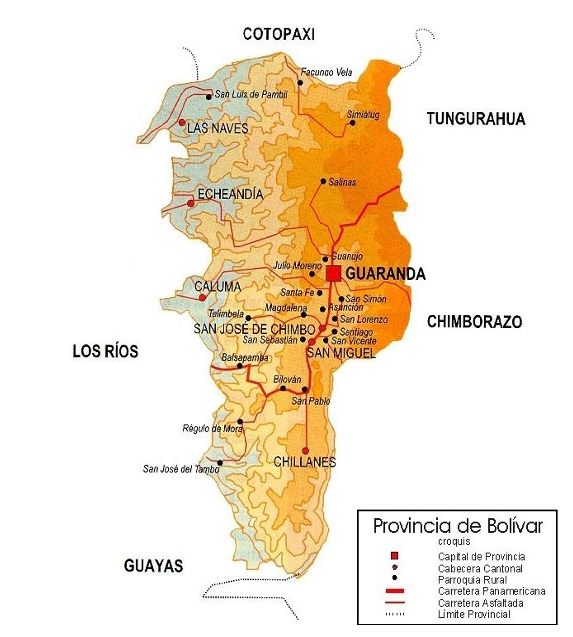 COTOPAXI
Facundo Vela
San Luis de Pambil
TUNGURAHUA
Simiátug
LAS NAVES
Salinas
ECHEANDÍA
Guanujo
Julio Moreno
GUARANDA
CALUMA
Santa Fe
San Simón
Magdalena
Asunción
Telimbela
San Lorenzo
CHIMBORAZO
SAN JOSÉ DE CHIMBO
Santiago
San Sebastián
San Vicente
LOS RÍOS
SAN MIGUEL
Balsapamba
Bilován
San Pablo
Régulo de Mora
CHILLANES
San José del Tambo
GUAYAS
Provincia de Bolívar
croquis
Capital de Provincia
Cabecera Cantonal
Parroquia Rural
Carretera Panamericana
Carretera Asfaltada
Límite Provincial